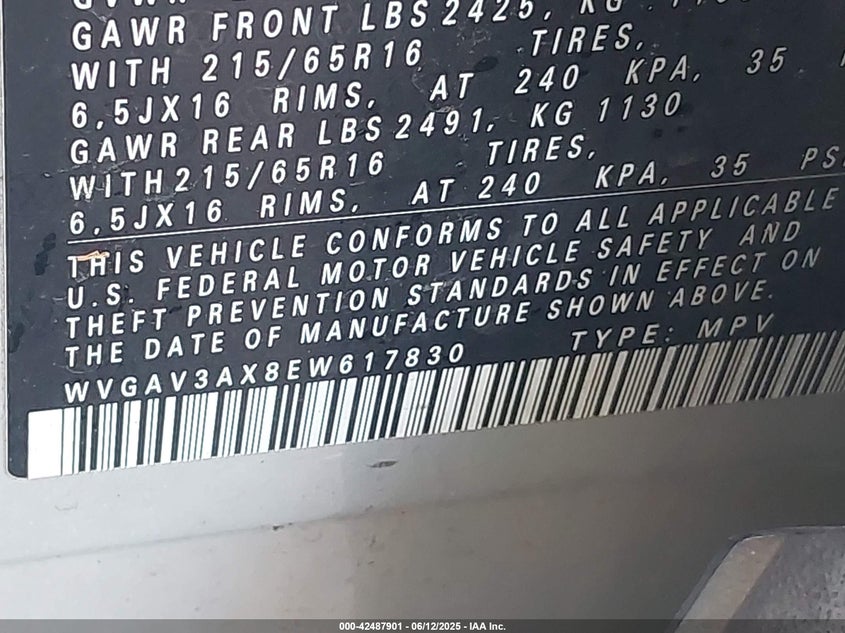 GAWR FRONT LBS 2425, KG
WITH 215/65R16 TIRES,
6.5JX16 RIMS, AT 240 KPA, 35
GAWR REAR LBS 2491, KG 1130
WITH 215/65R16 TIRES,
6.5JX16 RIMS, AT 240 KPA, 35 PS
THIS VEHICLE CONFORMS TO ALL APPLICABLE
U.S. FEDERAL MOTOR VEHICLE SAFETY AND
THEFT PREVENTION STANDARDS IN EFFECT ON
THE DATE OF MANUFACTURE SHOWN ABOVE.
WVGAV3AX8EW617830 TYPE: MPV
000-42487901 - 06/12/2025 - IAA Inc.